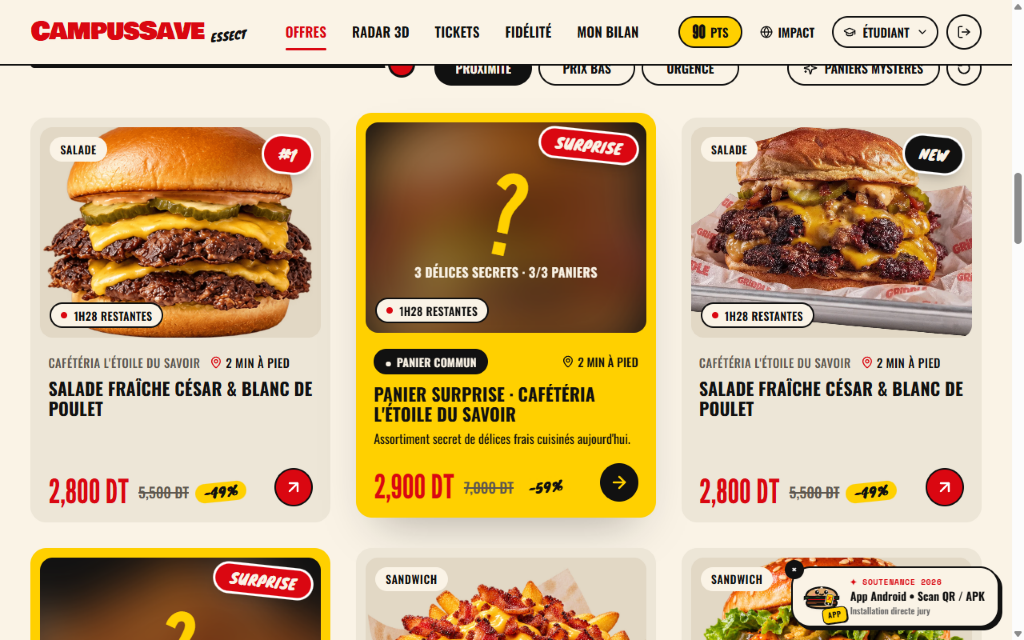 CAMPUSSAVE ESSECT
OFFRES
RADAR 3D
TICKETS
FIDÉLITÉ
MON BILAN
90 PTS
IMPACT
ÉTUDIANT
PROXIMITÉ
PRIX BAS
URGENCE
PANIERS MYSTÈRES
SALADE
#1
1H28 RESTANTES
CAFÉTÉRIA L'ÉTOILE DU SAVOIR
2 MIN À PIED
SALADE FRAÎCHE CÉSAR & BLANC DE
POULET
2,800 DT
5,500 DT
-49%
SURPRISE
?
3 DÉLICES SECRETS · 3/3 PANIERS
1H28 RESTANTES
PANIER COMMUN
2 MIN À PIED
PANIER SURPRISE · CAFÉTÉRIA
L'ÉTOILE DU SAVOIR
Assortiment secret de délices frais cuisinés aujourd'hui.
2,900 DT
7,000 DT
-59%
SALADE
NEW
1H28 RESTANTES
CAFÉTÉRIA L'ÉTOILE DU SAVOIR
2 MIN À PIED
SALADE FRAÎCHE CÉSAR & BLANC DE
POULET
2,800 DT
5,500 DT
-49%
SURPRISE
?
SANDWICH
SANDWICH
SOUTENANCE 2026
App Android • Scan QR / APK
Installation directe jury
APP